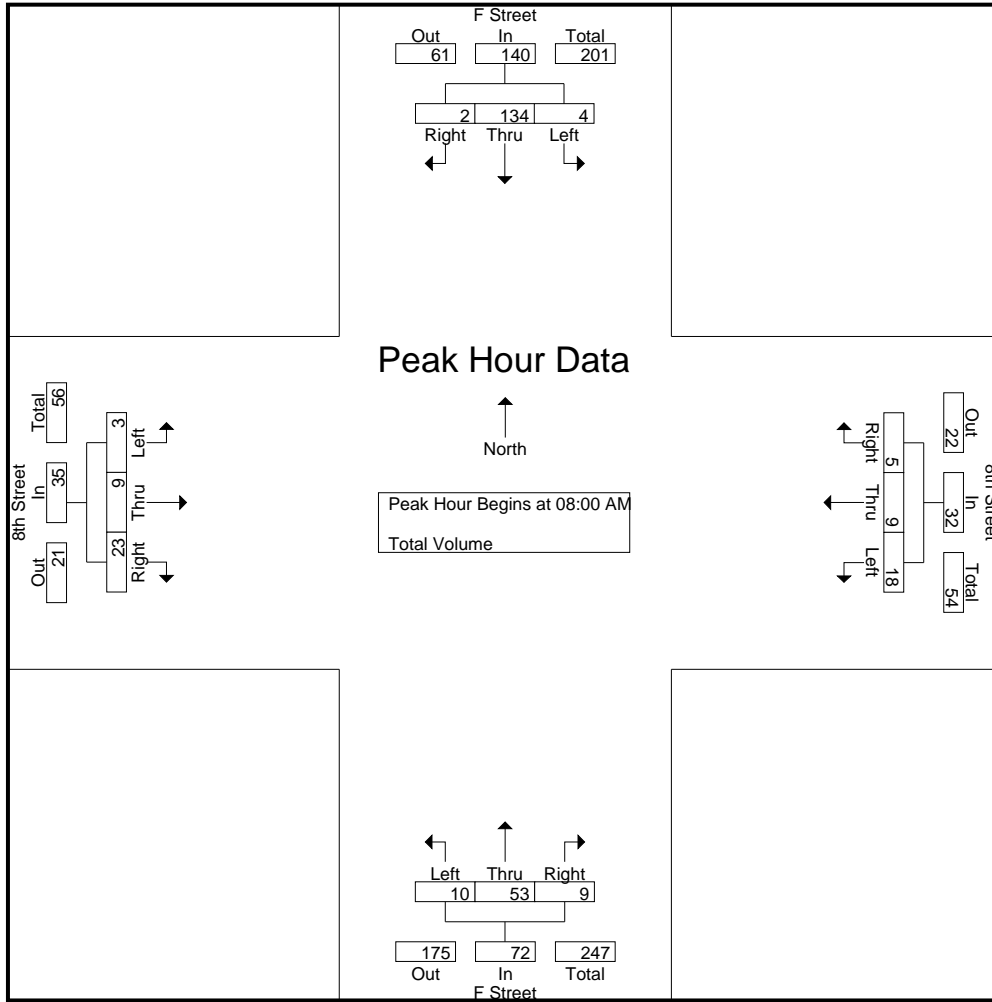 F Street
Out In Total
61 140 201
2 134 4
Right Thru Left
Peak Hour Data
North
Peak Hour Begins at 08:00 AM
Total Volume
8th Street
Total In Out
56 35 21
3 9 23
Left Thru Right
Right Thru Left
5 9 18
22 32 54
Out In Total
8th Street
Left Thru Right
10 53 9
175 72 247
Out In Total
F Street